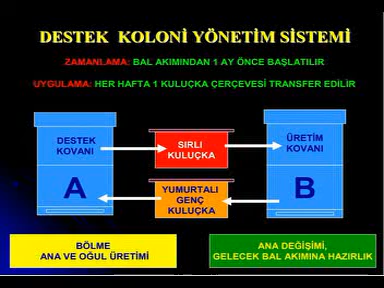 DESTEK KOLONİ YÖNETİM SİSTEMİ
ZAMANLAMA: BAL AKIMINDAN 1 AY ÖNCE BAŞLATILIR
UYGULAMA: HER HAFTA 1 KULUÇKA ÇERÇEVESİ TRANSFER EDİLİR
DESTEK
KOVANI
A
SIRLI
KULUÇKA
YUMURTALI
GENÇ
KULUÇKA
ÜRETİM
KOVANI
B
BÖLME
ANA VE OĞUL ÜRETİMİ
ANA DEĞİŞİMİ,
GELECEK BAL AKIMINA HAZIRLIK